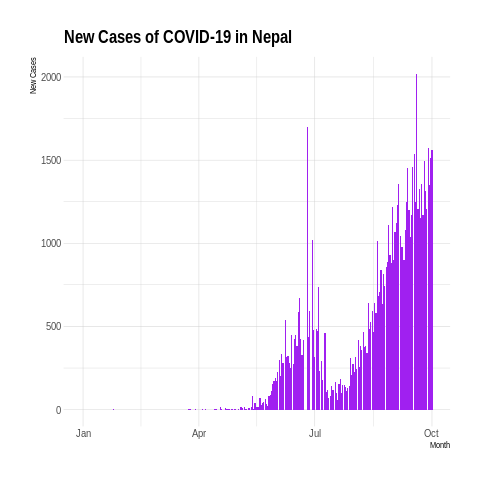 New Cases of COVID-19 in Nepal
New Cases
2000
1500
1000
500
0
Jan Apr Jul Oct
Month